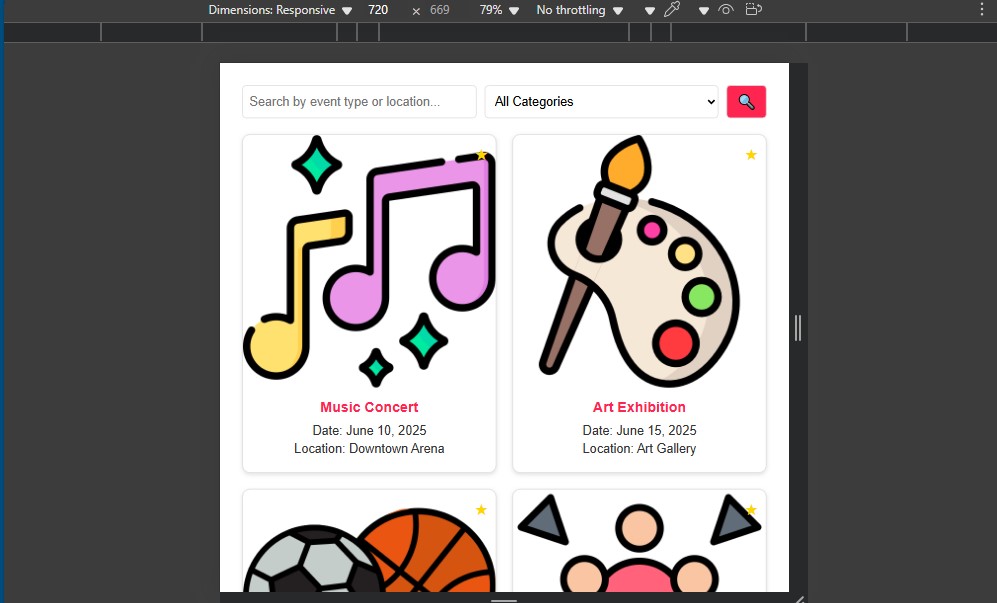 Dimensions: Responsive 720 × 669 79% No throttling
Search by event type or location... All Categories
Music Concert
Date: June 10, 2025
Location: Downtown Arena
Art Exhibition
Date: June 15, 2025
Location: Art Gallery